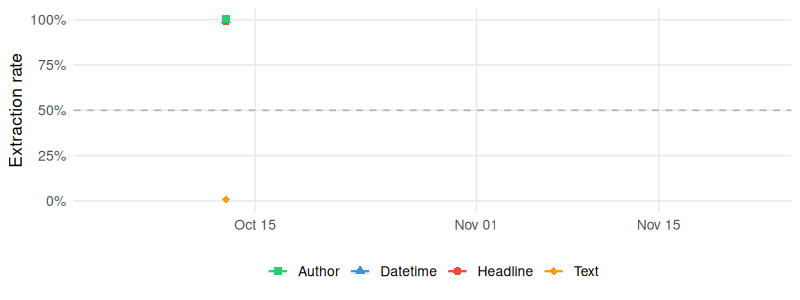 Extraction rate
100%
75%
50%
25%
0%
Oct 15 Nov 01 Nov 15
Author Datetime Headline Text